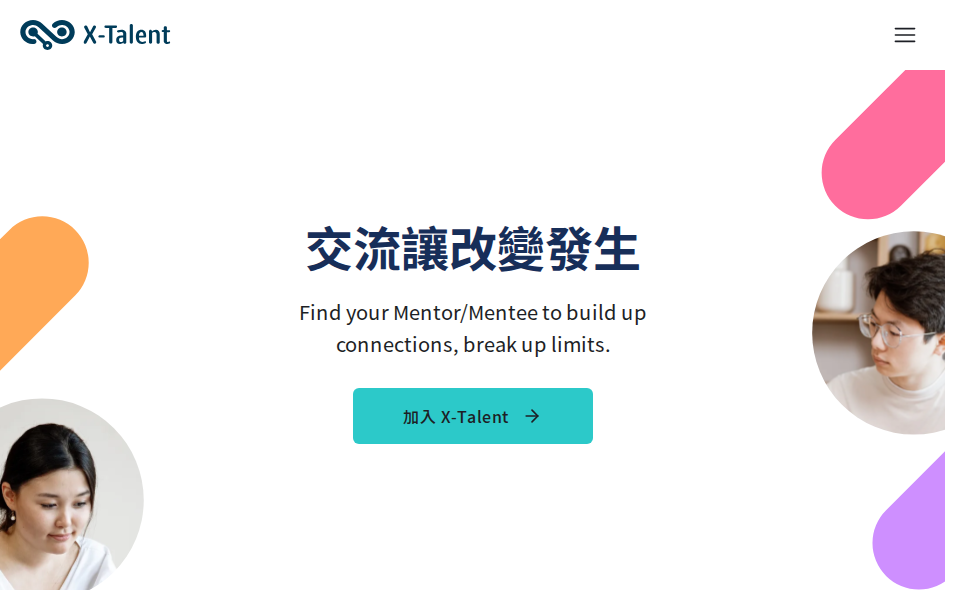 X-Talent
交流讓改變發生
Find your Mentor/Mentee to build up
connections, break up limits.
加入 X-Talent